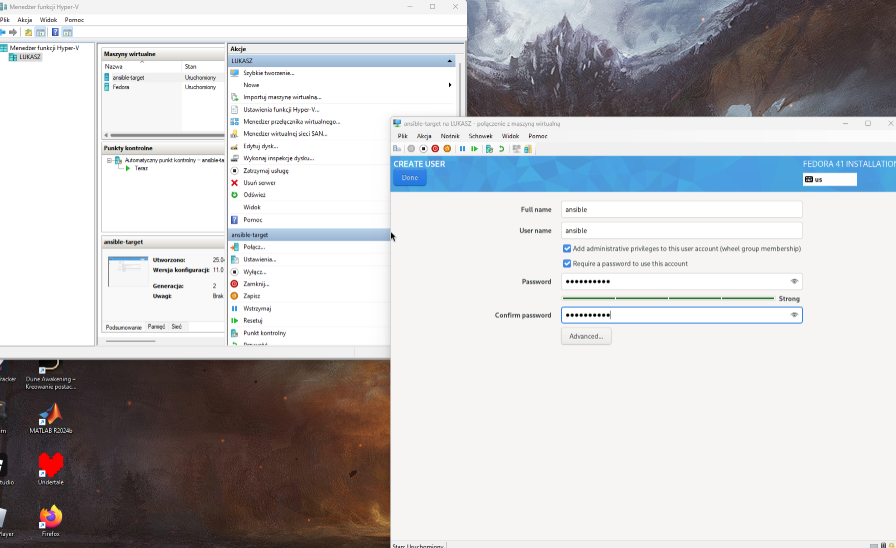 Menedżer funkcji Hyper-V
Plik Akcja Widok Pomoc
Menedżer funkcji Hyper-V
LUKASZ
Maszyny wirtualne
Nazwa Stan
ansible-target Uruchomiony
Fedora Uruchomiony
Punkty kontrolne
Automatyczny punkt kontrolny – ansible-ta
Teraz
ansible-target
Utworzono: 25.0
Wersja konfiguracji: 11.0
Generacja: 2
Uwagi: Brak
Podsumowanie Pamięć Sieć
Akcje
LUKASZ
Szybkie tworzenie...
Nowe
Importuj maszynę wirtualną...
Ustawienia funkcji Hyper-V...
Menedżer przełącznika wirtualnego...
Menedżer wirtualnej sieci SAN...
Edytuj dysk...
Wykonaj inspekcję dysku...
Zatrzymaj usługę
Usuń serwer
Odśwież
Widok
Pomoc
ansible-target
Połącz...
Ustawienia...
Wyłącz...
Zamknij...
Zapisz
Wstrzymaj
Resetuj
Punkt kontrolny
ansible-target na LUKASZ – połączenie z maszyną wirtualną
Plik Akcja Nośnik Schowek Widok Pomoc
CREATE USER
FEDORA 41 INSTALLATION
Done
us
Full name ansible
User name ansible
Add administrative privileges to this user account (wheel group membership)
Require a password to use this account
Password ●●●●●●●●●●
Strong
Confirm password ●●●●●●●●●●
Advanced...
Stan: Uruchomiony
racker
Dune Awakening –
Kreowanie postac...
m
MATLAB R2024b
tudio
Undertale
Player
Firefox